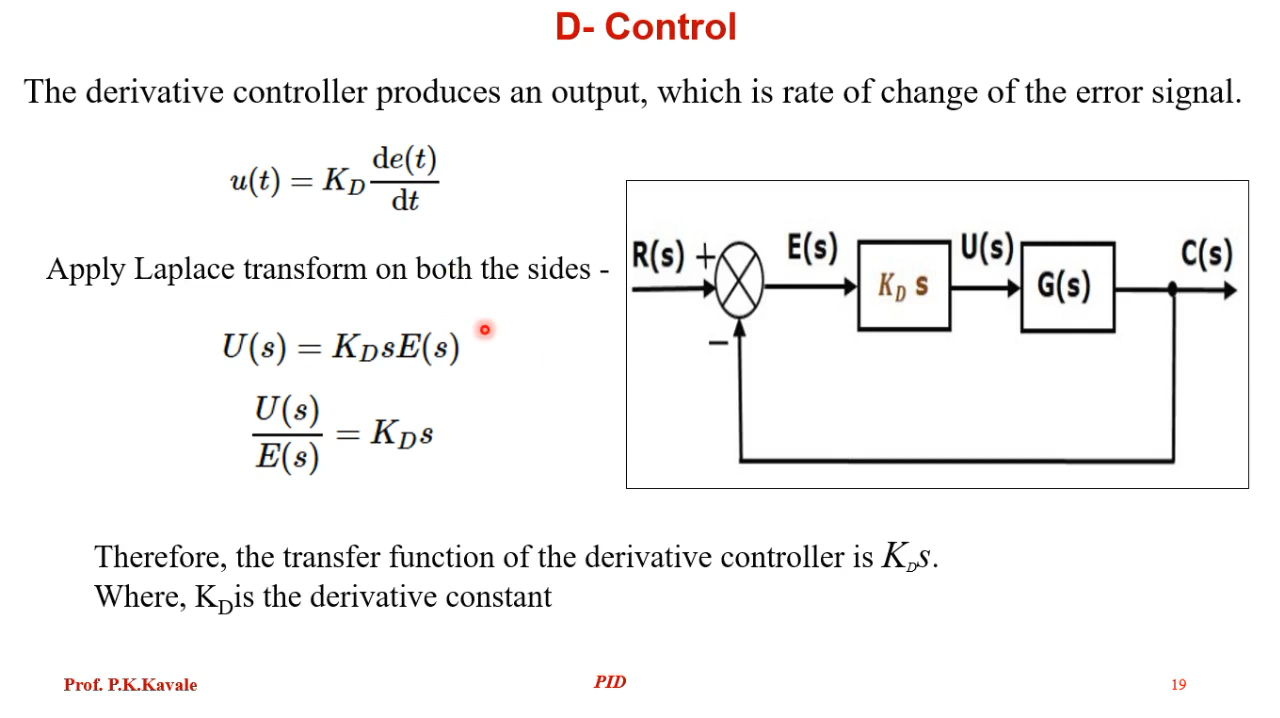 D- Control
The derivative controller produces an output, which is rate of change of the error signal.
u(t) = K_D de(t)/dt
Apply Laplace transform on both the sides -
U(s) = K_D sE(s)
U(s)/E(s) = K_D s
R(s) + E(s) K_D s U(s) G(s) C(s)
−
Therefore, the transfer function of the derivative controller is K_D s.
Where, K_D is the derivative constant
Prof. P.K.Kavale PID 19